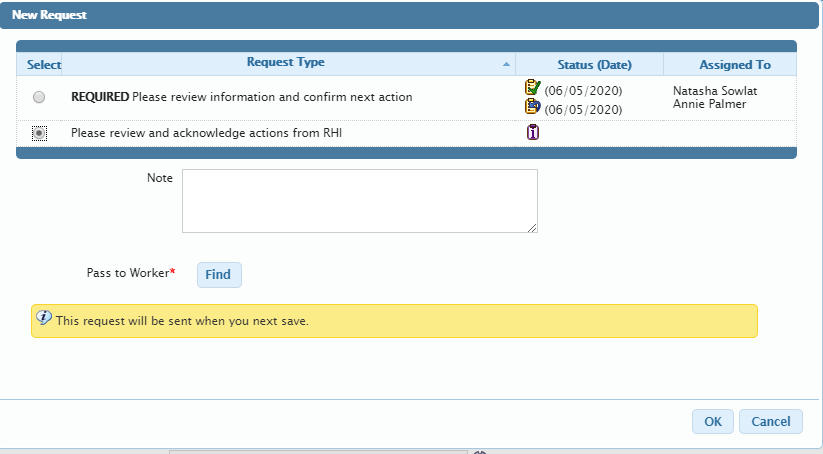 New Request
Select Request Type Status (Date) Assigned To
REQUIRED Please review information and confirm next action (06/05/2020) Natasha Sowlat
(06/05/2020) Annie Palmer
Please review and acknowledge actions from RHI
Note
Pass to Worker* Find
This request will be sent when you next save.
OK Cancel